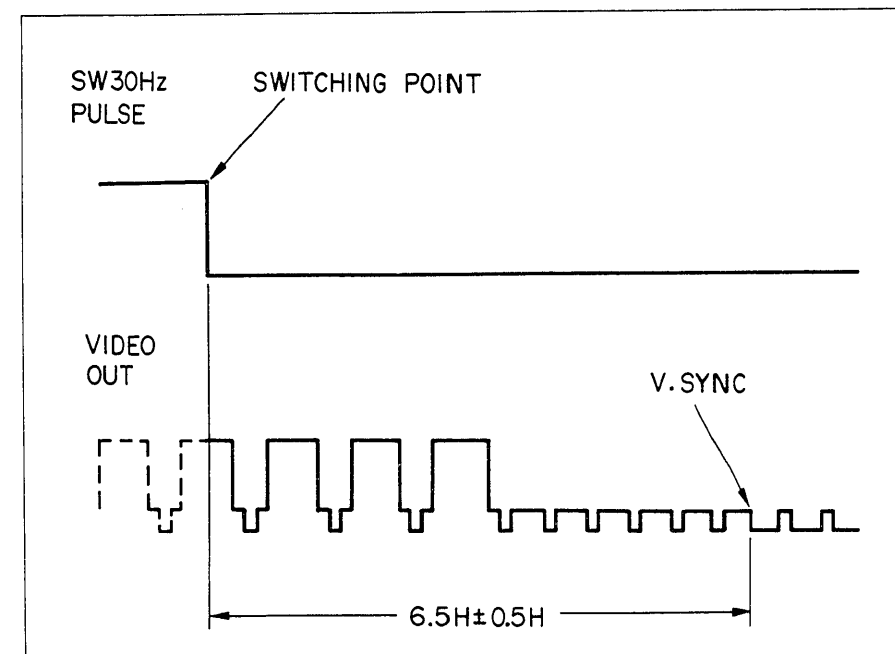 SW30Hz
PULSE
SWITCHING POINT
VIDEO
OUT
V.SYNC
6.5H±0.5H